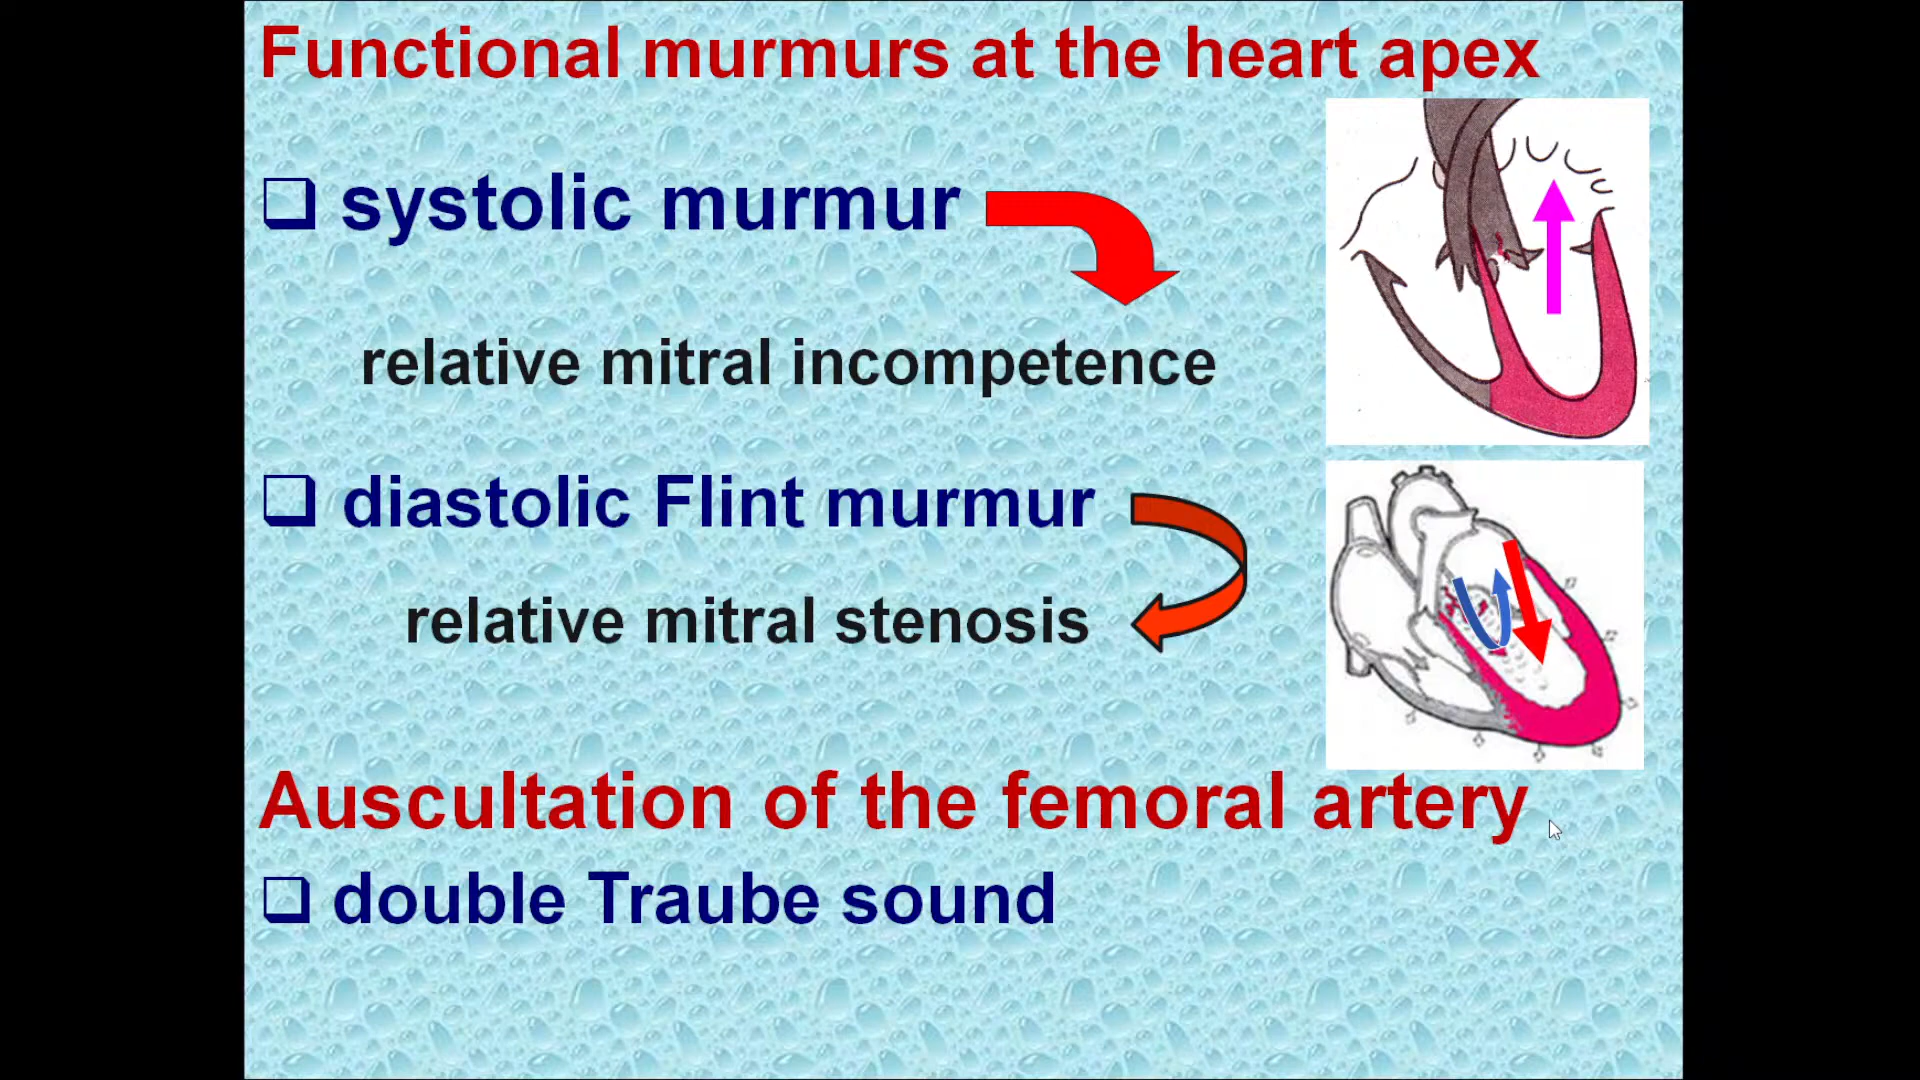 Functional murmurs at the heart apex
systolic murmur
relative mitral incompetence
diastolic Flint murmur
relative mitral stenosis
Auscultation of the femoral artery
double Traube sound